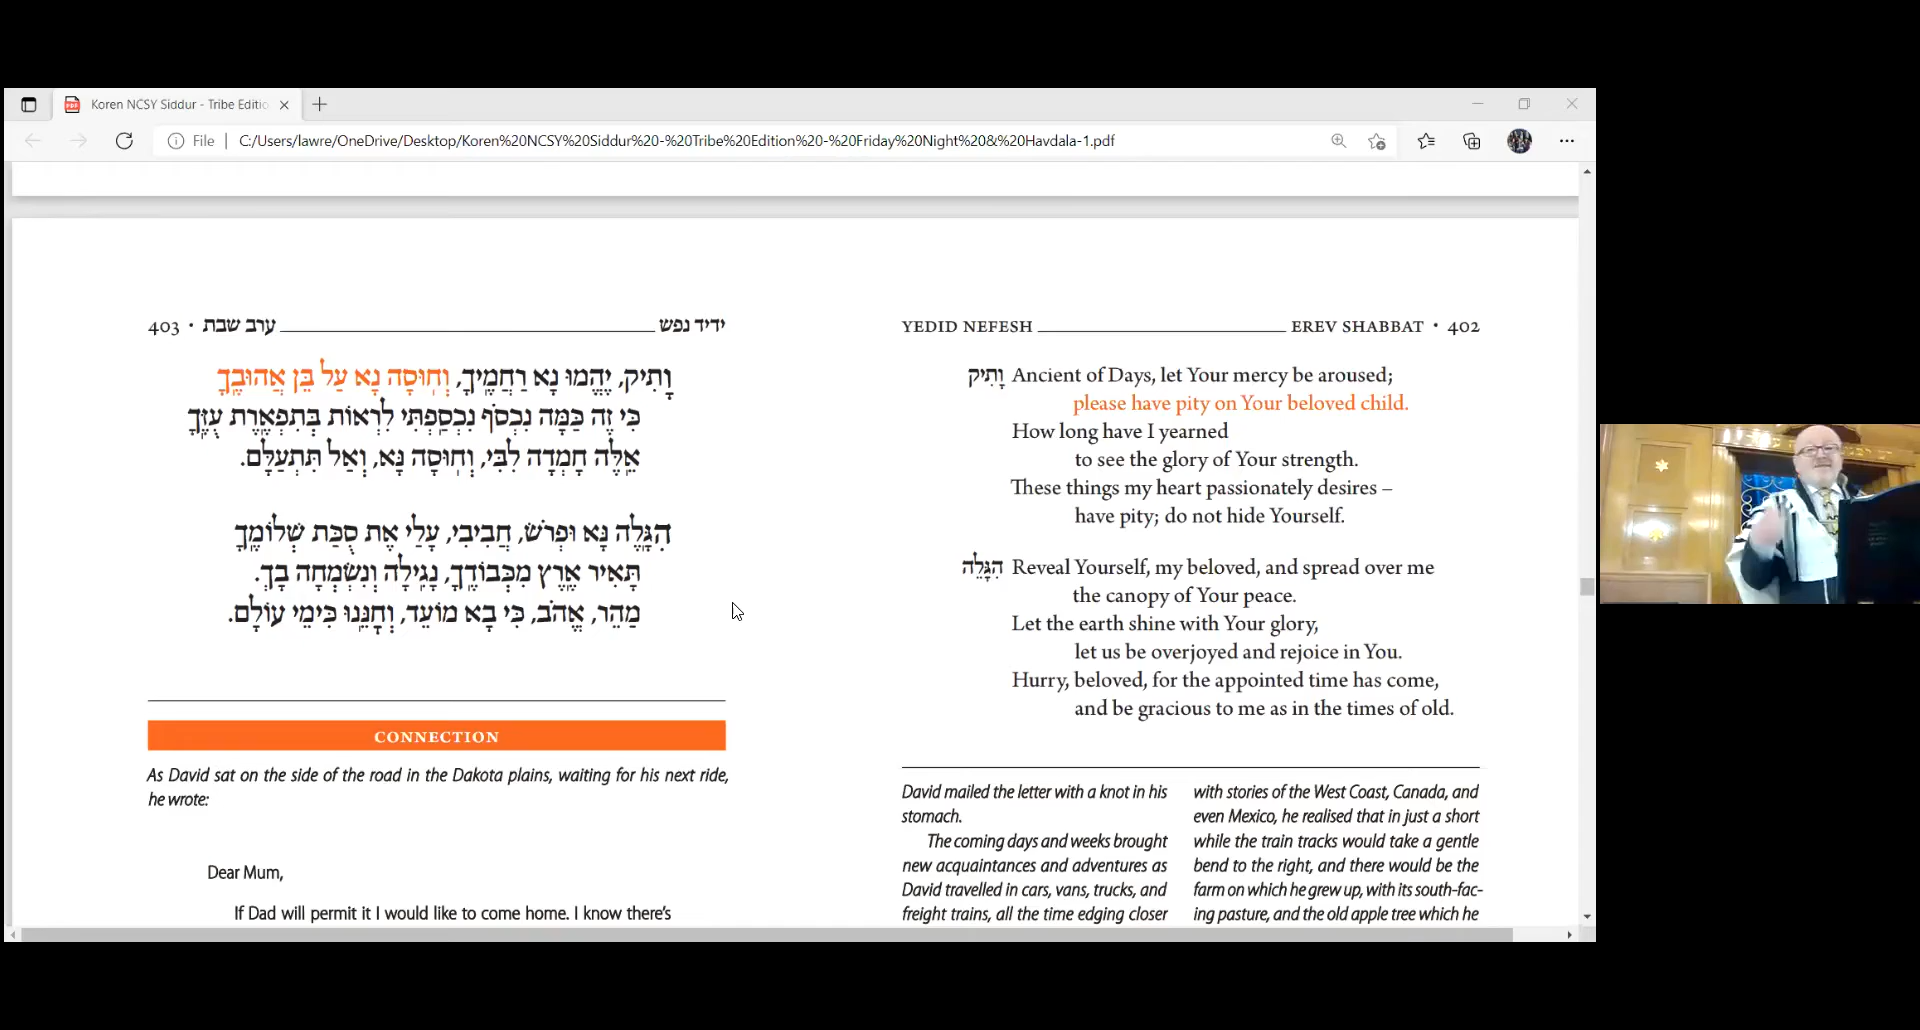 Koren NCSY Siddur - Tribe Editio
File
C:/Users/lawre/OneDrive/Desktop/Koren%20NCSY%20Siddur%20-%20Tribe%20Edition%20-%20Friday%20Night%20&%20Havdala-1.pdf
403 • ערב שבת ידיד נפש
וָתִיק, יֶהֱמוּ נָא רַחֲמֶיךָ, וְחֽוּסָה נָא עַל בֵּן אֲהוּבֶךָ
כִּי זֶה כַּמָּה נִכְסֹף נִכְסַפְתִּי לִרְאוֹת בְּתִפְאֶרֶת עֻזֶּךָ
אֵלֶּה חָמְדָה לִבִּי, וְחֽוּסָה נָּא, וְאַל תִּתְעַלָּם.
הִגָּלֶה נָא וּפְרֹשׂ, חֲבִיבִי, עָלַי אֶת סֻכַּת שְׁלוֹמֶךָ
תָּאִיר אֶרֶץ מִכְּבוֹדֶךָ, נָגִילָה וְנִשְׂמְחָה בָךְ.
מַהֵר, אֱהֹב, כִּי בָא מוֹעֵד, וְחָנֵּנוּ כִּימֵי עוֹלָם.
CONNECTION
As David sat on the side of the road in the Dakota plains, waiting for his next ride,
he wrote:
Dear Mum,
If Dad will permit it I would like to come home. I know there's
YEDID NEFESH EREV SHABBAT • 402
וָתִיק Ancient of Days, let Your mercy be aroused;
please have pity on Your beloved child.
How long have I yearned
to see the glory of Your strength.
These things my heart passionately desires –
have pity; do not hide Yourself.
הִגָּלֵה Reveal Yourself, my beloved, and spread over me
the canopy of Your peace.
Let the earth shine with Your glory,
let us be overjoyed and rejoice in You.
Hurry, beloved, for the appointed time has come,
and be gracious to me as in the times of old.
David mailed the letter with a knot in his
stomach.
The coming days and weeks brought
new acquaintances and adventures as
David travelled in cars, vans, trucks, and
freight trains, all the time edging closer
with stories of the West Coast, Canada, and
even Mexico, he realised that in just a short
while the train tracks would take a gentle
bend to the right, and there would be the
farm on which he grew up, with its south-fac-
ing pasture, and the old apple tree which he